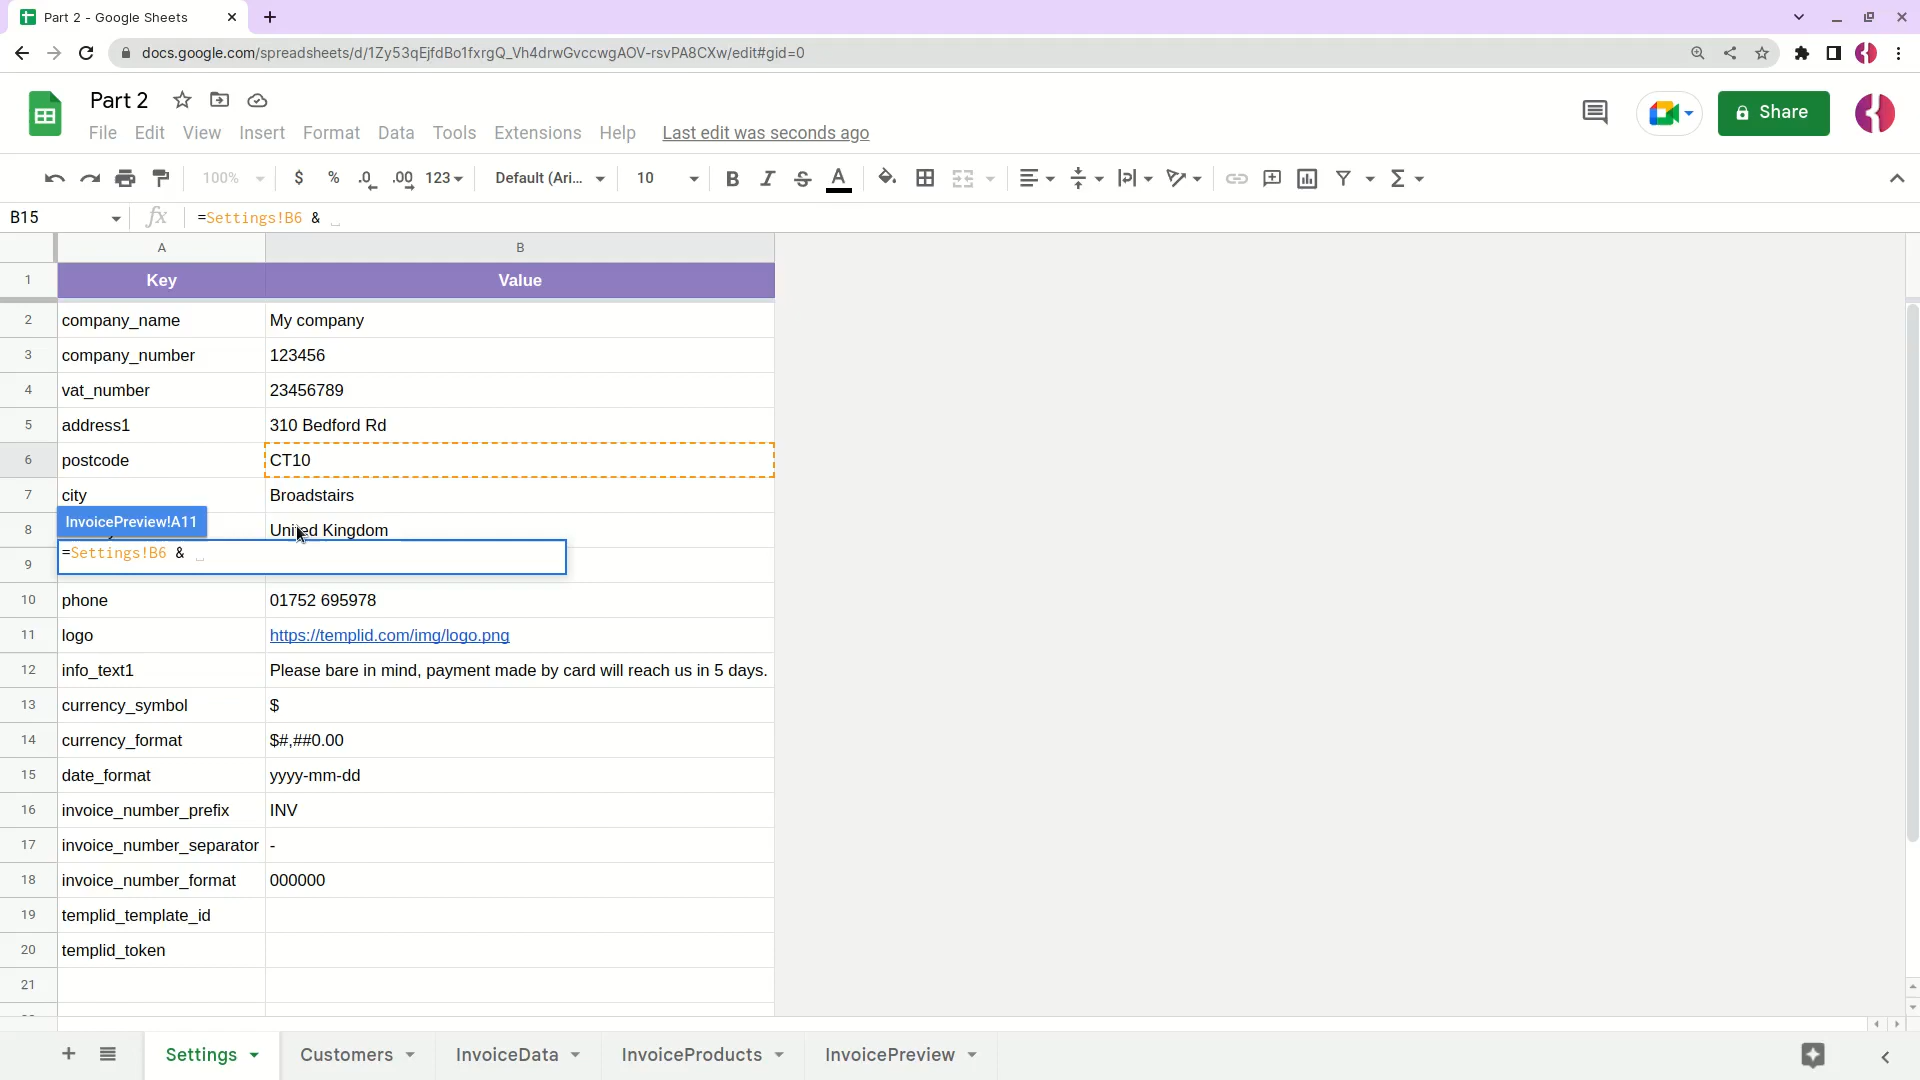 Part 2 - Google Sheets
docs.google.com/spreadsheets/d/1Zy53qEjfdBo1fxrgQ_Vh4drwGvccwgAOV-rsvPA8CXw/edit#gid=0
Part 2
File Edit View Insert Format Data Tools Extensions Help Last edit was seconds ago
Share
100% $ % .0 .00 123 Default (Ari... 10 B I S A Σ
B15 fx =Settings!B6 &
A B
1 Key Value
2 company_name My company
3 company_number 123456
4 vat_number 23456789
5 address1 310 Bedford Rd
6 postcode CT10
7 city Broadstairs
InvoicePreview!A11
8 United Kingdom
=Settings!B6 &
9
10 phone 01752 695978
11 logo https://templid.com/img/logo.png
12 info_text1 Please bare in mind, payment made by card will reach us in 5 days.
13 currency_symbol $
14 currency_format $#,##0.00
15 date_format yyyy-mm-dd
16 invoice_number_prefix INV
17 invoice_number_separator -
18 invoice_number_format 000000
19 templid_template_id
20 templid_token
21
Settings Customers InvoiceData InvoiceProducts InvoicePreview